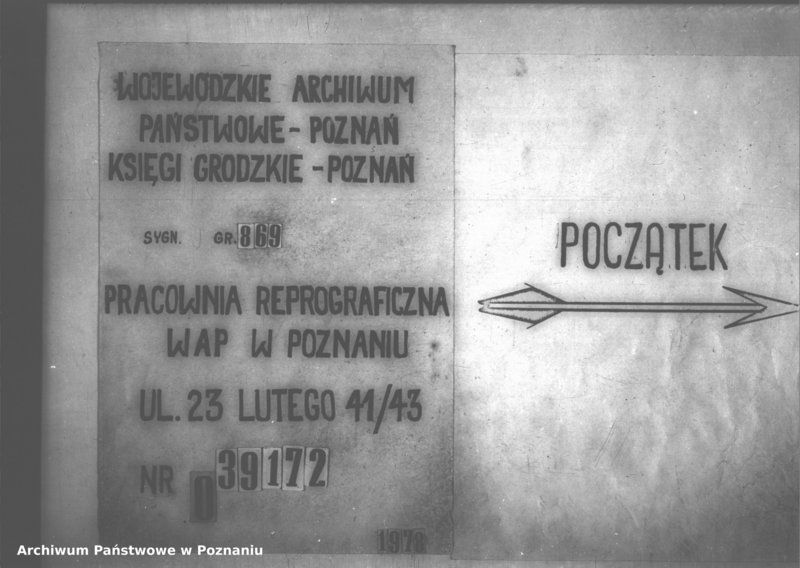 WOJEWÓDZKIE ARCHIWUM
PAŃSTWOWE - POZNAŃ
KSIĘGI GRODZKIE - POZNAŃ
SYGN. GR. 869
PRACOWNIA REPROGRAFICZNA
WAP W POZNANIU
UL. 23 LUTEGO 41/43
NR 039172
1978
POCZĄTEK
Archiwum Państwowe w Poznaniu